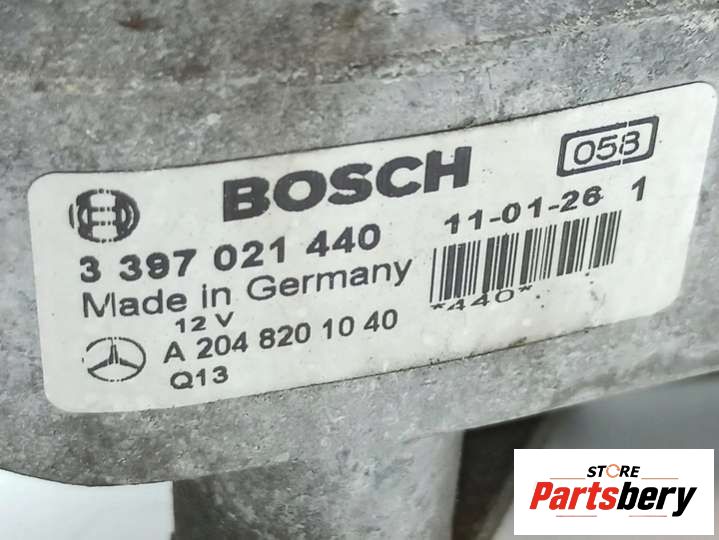 BOSCH
058
3 397 021 440
11-01-26 1
Made in Germany
*440*
12 V
A 204 820 10 40
Q13
STORE
Partsbery